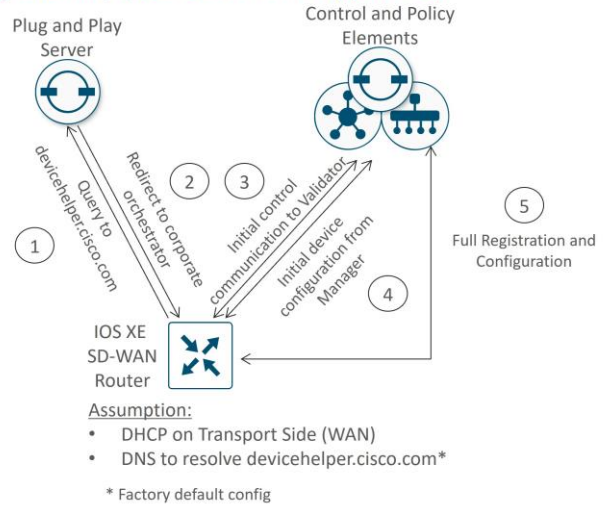 Plug and Play
Server
Control and Policy
Elements
1
Query to
devicehelper.cisco.com
Redirect to corporate
orchestrator
2
3
Initial control
communication to Validator
Initial device
configuration from
Manager
4
5
Full Registration and
Configuration
IOS XE
SD-WAN
Router
Assumption:
• DHCP on Transport Side (WAN)
• DNS to resolve devicehelper.cisco.com*
* Factory default config